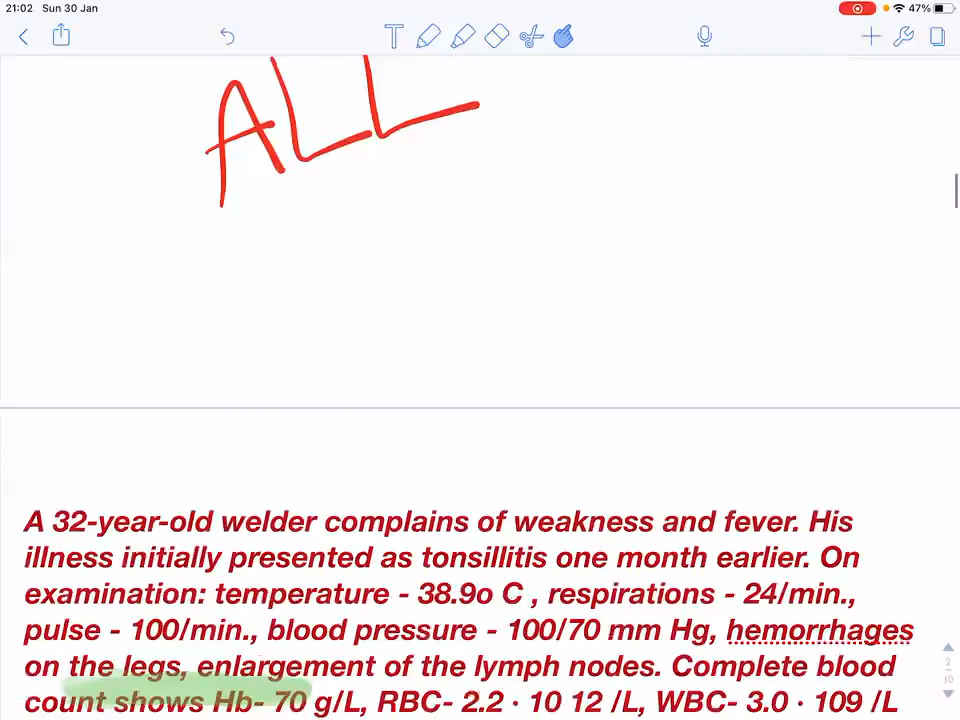 21:02 Sun 30 Jan 47%
T
ALL
A 32-year-old welder complains of weakness and fever. His
illness initially presented as tonsillitis one month earlier. On
examination: temperature - 38.9o C , respirations - 24/min.,
pulse - 100/min., blood pressure - 100/70 mm Hg, hemorrhages
on the legs, enlargement of the lymph nodes. Complete blood
count shows Hb- 70 g/L, RBC- 2.2 · 10 12 /L, WBC- 3.0 · 109 /L
2
10